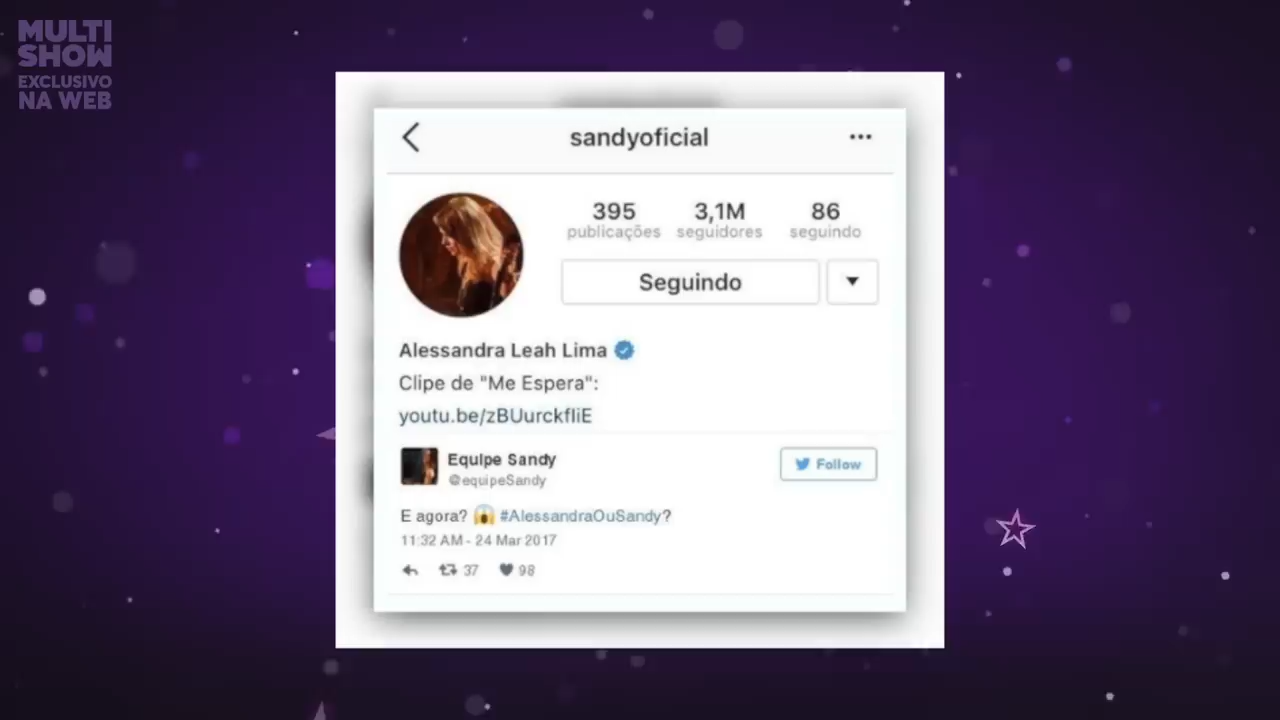 MULTI
SHOW
EXCLUSIVO
NA WEB
sandyoficial
395 3,1M 86
publicações seguidores seguindo
Seguindo
Alessandra Leah Lima
Clipe de "Me Espera":
youtu.be/zBUurckfIiE
Equipe Sandy
@equipeSandy
Follow
E agora? 😱 #AlessandraOuSandy?
11:32 AM - 24 Mar 2017
37 98